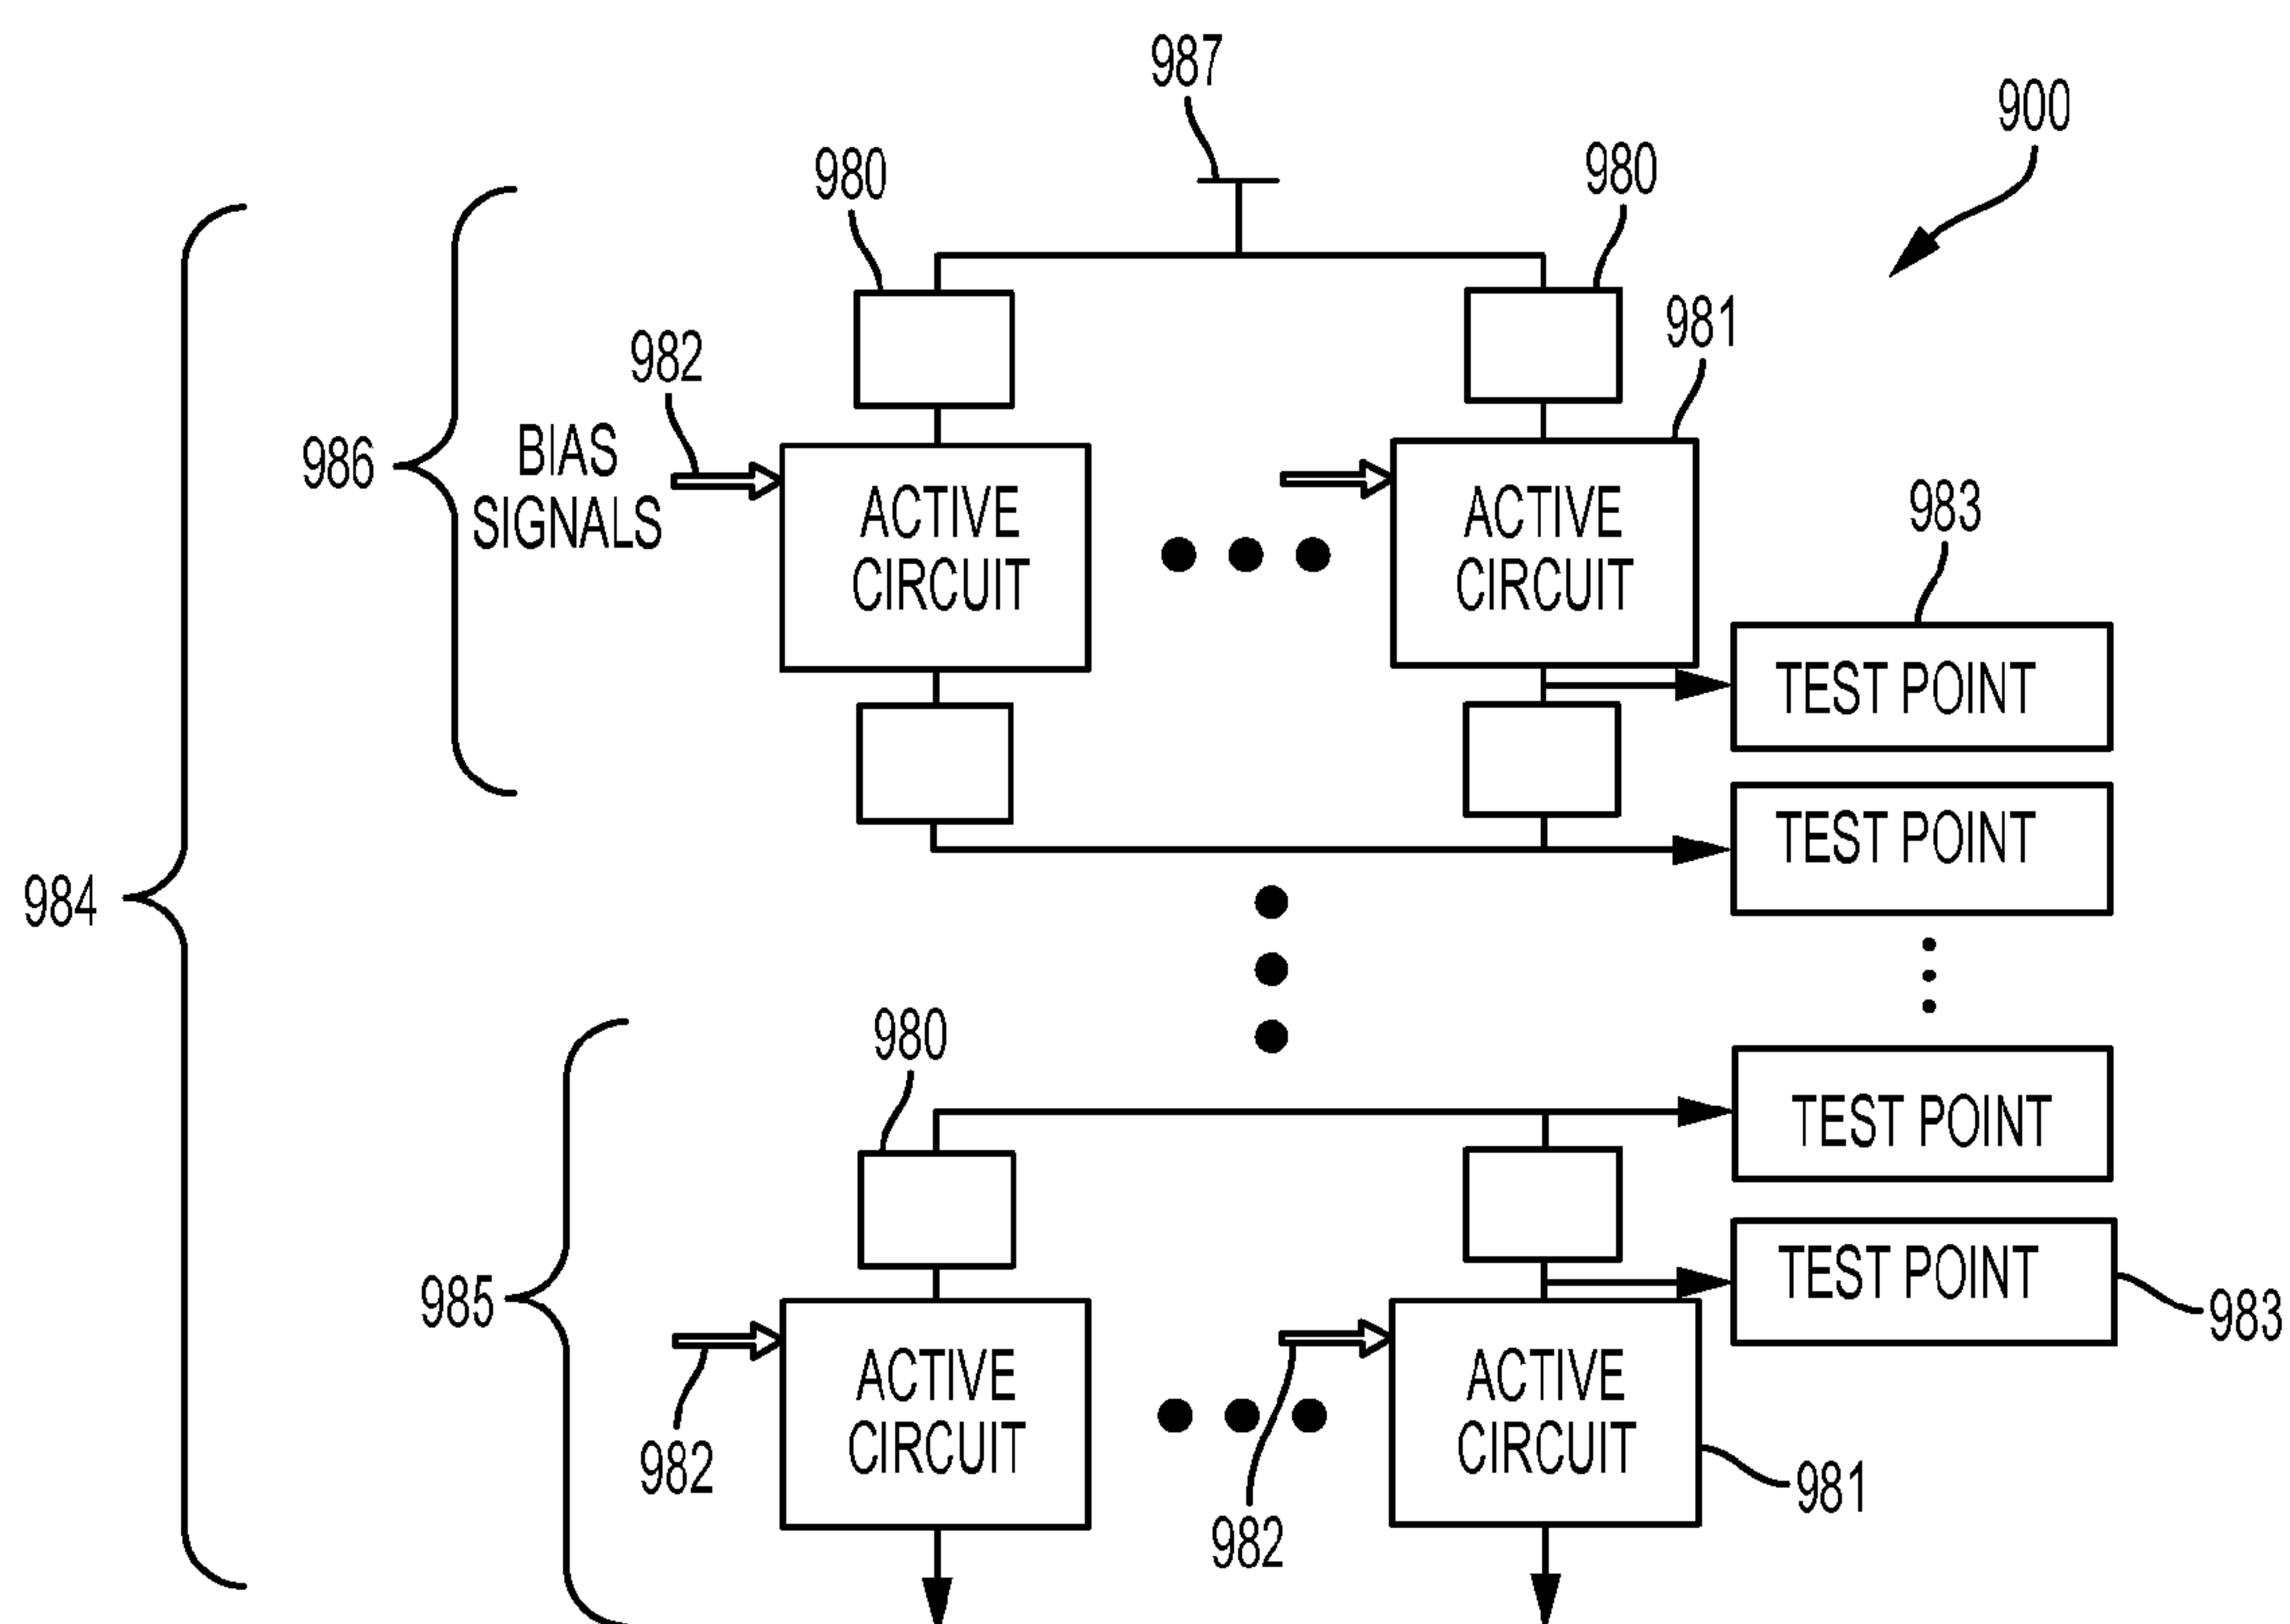 987
900
980
980
981
982
986
BIAS
SIGNALS
ACTIVE
CIRCUIT
ACTIVE
CIRCUIT
983
TEST POINT
TEST POINT
984
980
TEST POINT
TEST POINT
985
983
ACTIVE
CIRCUIT
ACTIVE
CIRCUIT
982
982
981